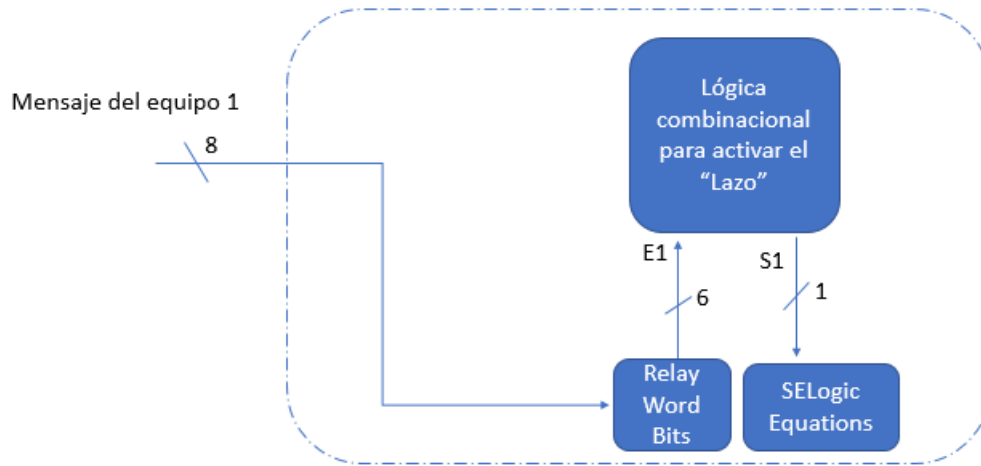 Mensaje del equipo 1
8
Lógica
combinacional
para activar el
“Lazo”
E1
S1
6
1
Relay
Word
Bits
SELogic
Equations